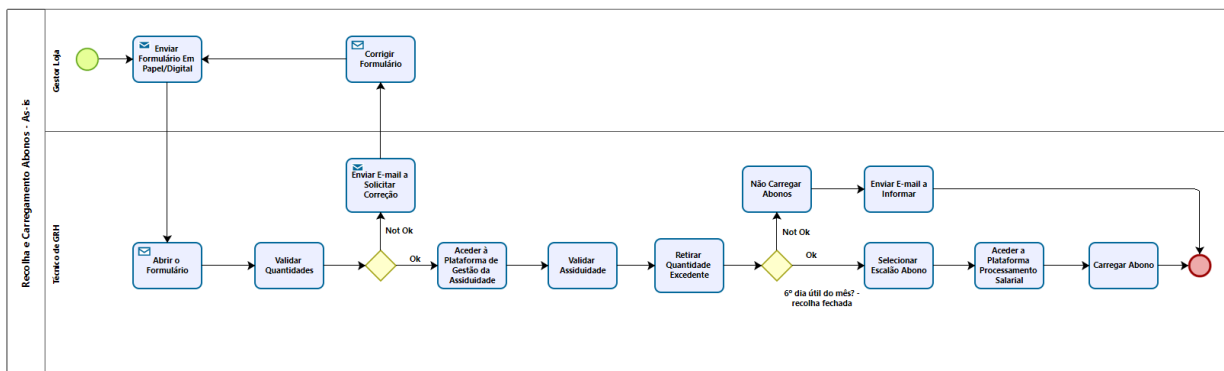 Recolha e Carregamento Abonos - As-is
Gestor Loja
Enviar
Formulário Em
Papel/Digital
Corrigir
Formulário
Técnico de GRH
Enviar E-mail a
Solicitar
Correção
Não Carregar
Abonos
Enviar E-mail a
Informar
Not Ok
Not Ok
Abrir o
Formulário
Validar
Quantidades
Ok
Aceder à
Plataforma de
Gestão da
Assiduidade
Validar
Assiduidade
Retirar
Quantidade
Excedente
Ok
6º dia útil do mês? -
recolha fechada
Selecionar
Escalão Abono
Aceder a
Plataforma
Processamento
Salarial
Carregar Abono